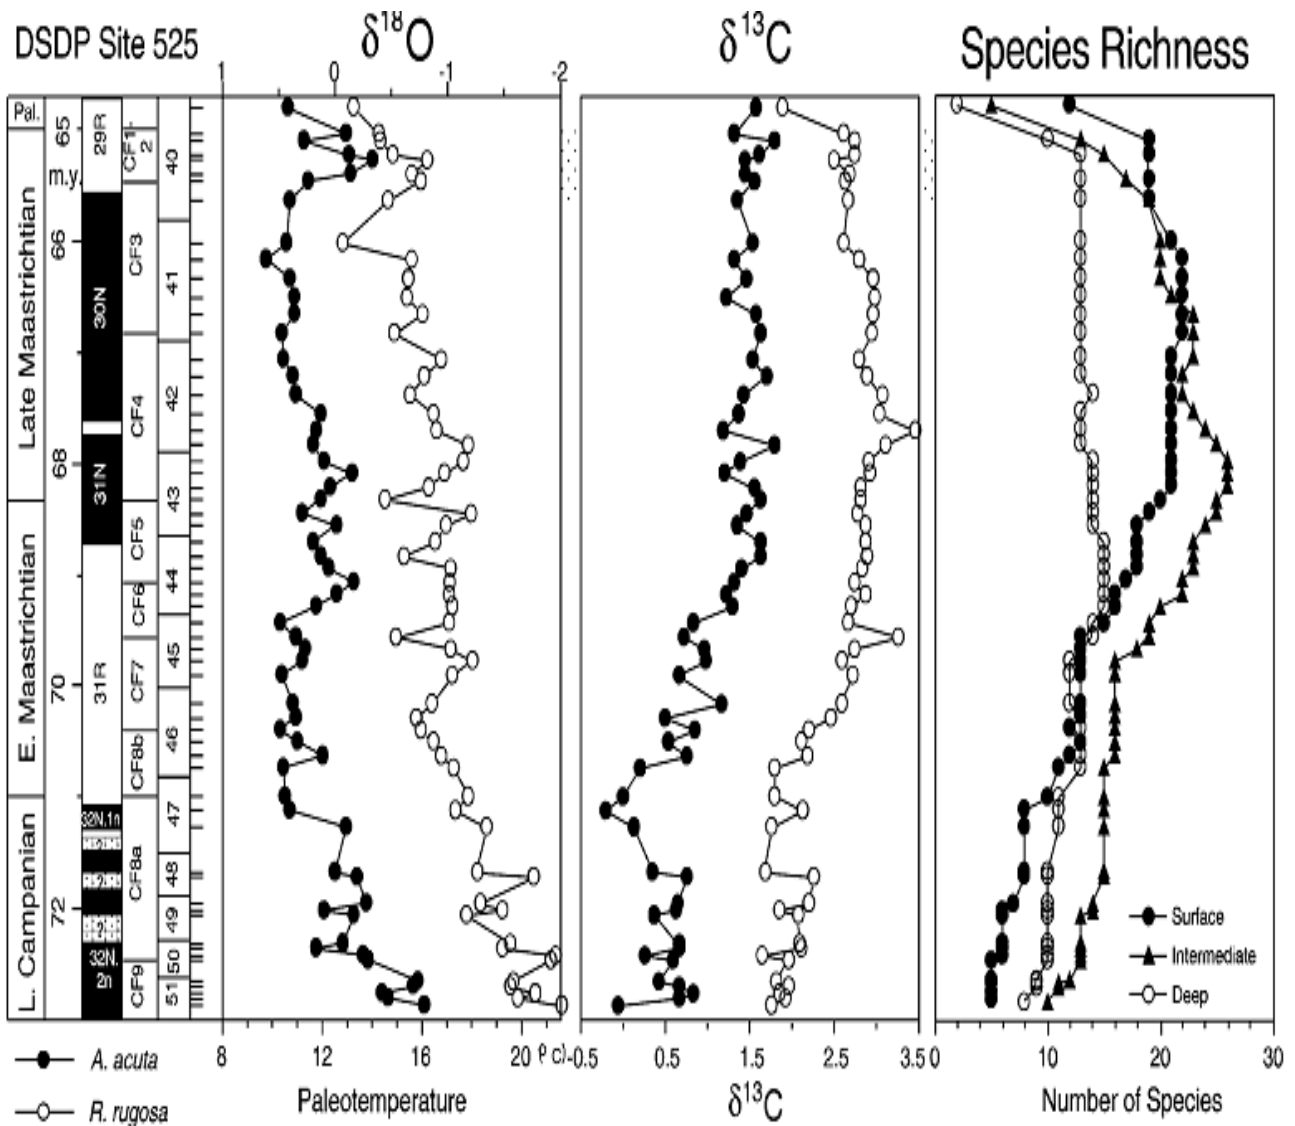 DSDP Site 525
δ18O
δ13C
Species Richness
1 0 -1 -2
Pal.
65
m.y.
66
68
70
72
Late Maastrichtian
E. Maastrichtian
L. Campanian
29R
30N
31N
31R
32N.1n
32N.
2n
CF1-
2
CF3
CF4
CF5
CF6
CF7
CF8b
CF8a
CF9
40
41
42
43
44
45
46
47
48
49
50
51
Surface
Intermediate
Deep
8 12 16 20
-0.5 0.5 1.5 2.5 3.5
0 10 20 30
A. acuta
R. rugosa
Paleotemperature
δ13C
Number of Species